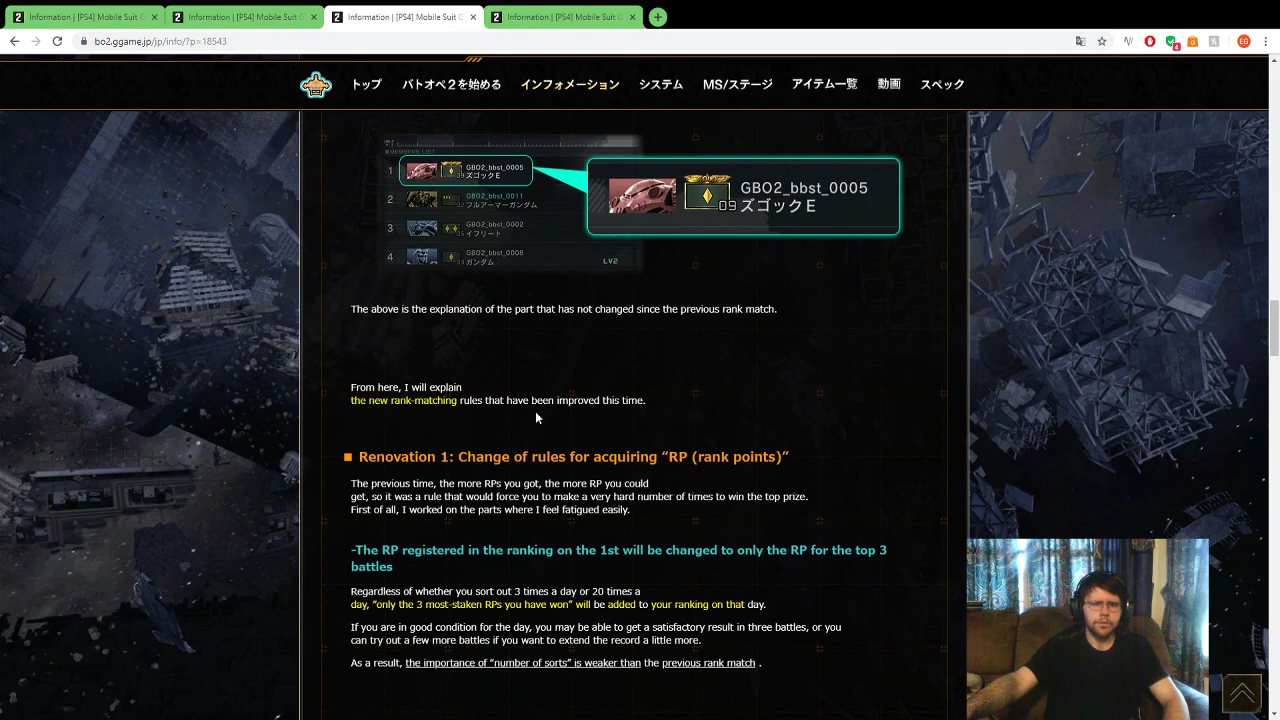 Information | [PS4] Mobile Suit G
Information | [PS4] Mobile Suit G
Information | [PS4] Mobile Suit G
Information | [PS4] Mobile Suit G
bo2.ggame.jp/jp/info/?p=18543
EG
トップ バトオペ2を始める インフォメーション システム MS/ステージ アイテム一覧 動画 スペック
MEMBERS LIST
1 GBO2_bbst_0005
ズゴックE
2 GBO2_bbst_0011
フルアーマーガンダム
3 GBO2_bbst_0002
イフリート
4 GBO2_bbst_0008
ガンダム
LV2
GBO2_bbst_0005
09 ズゴックE
The above is the explanation of the part that has not changed since the previous rank match.
From here, I will explain
the new rank-matching rules that have been improved this time.
■ Renovation 1: Change of rules for acquiring “RP (rank points)”
The previous time, the more RPs you got, the more RP you could
get, so it was a rule that would force you to make a very hard number of times to win the top prize.
First of all, I worked on the parts where I feel fatigued easily.
-The RP registered in the ranking on the 1st will be changed to only the RP for the top 3
battles
Regardless of whether you sort out 3 times a day or 20 times a
day, “only the 3 most-staken RPs you have won” will be added to your ranking on that day.
If you are in good condition for the day, you may be able to get a satisfactory result in three battles, or you
can try out a few more battles if you want to extend the record a little more.
As a result, the importance of “number of sorts” is weaker than the previous rank match .